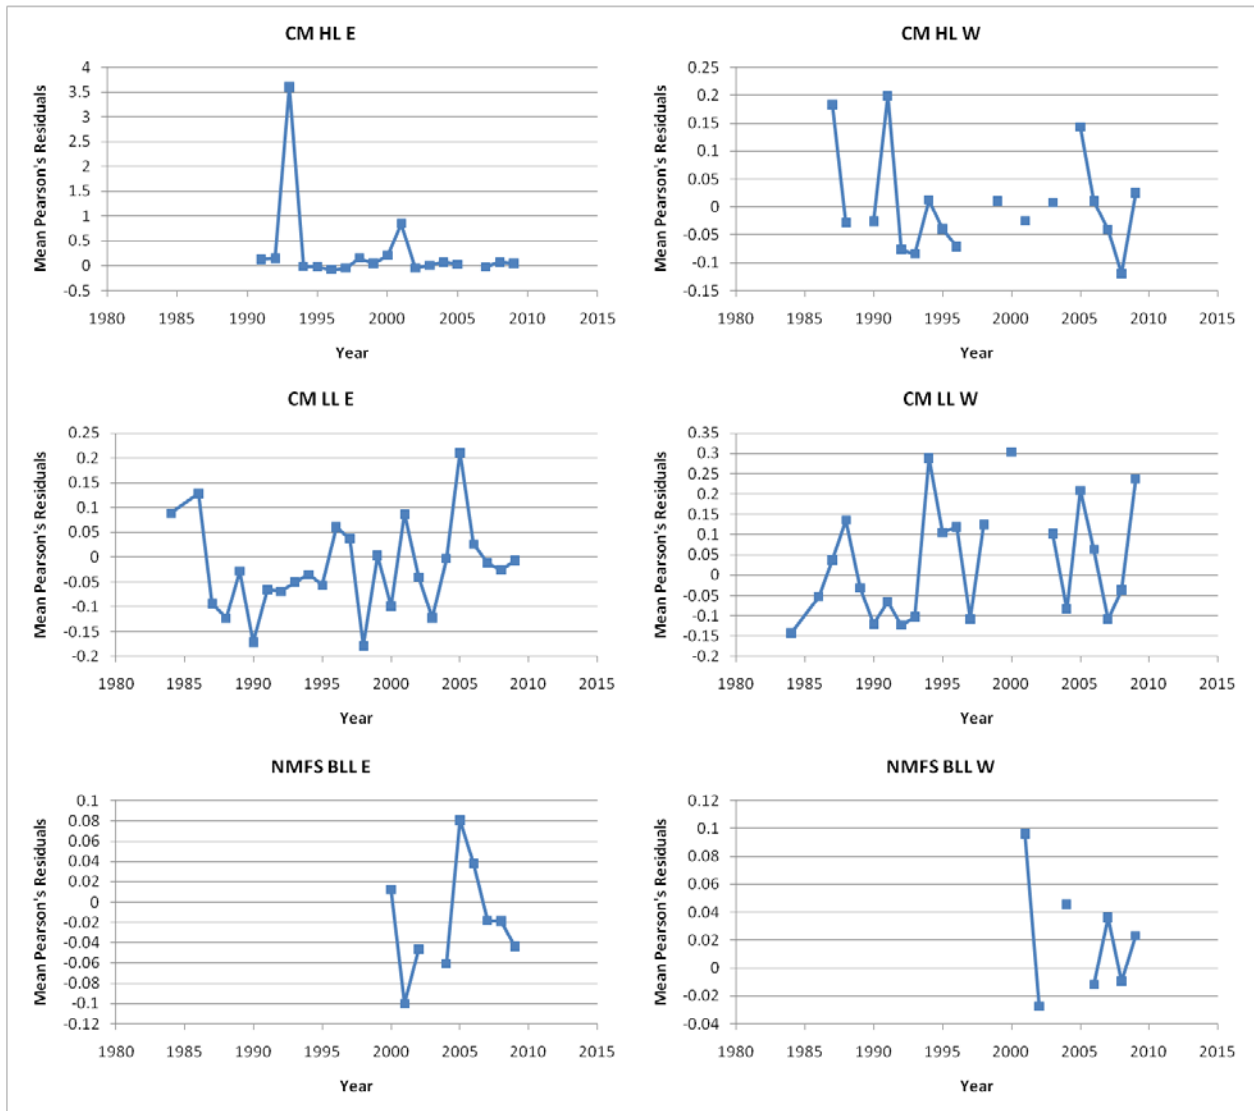 CM HL E
Mean Pearson's Residuals
4
3.5
3
2.5
2
1.5
1
0.5
0
-0.5
1980 1985 1990 1995 2000 2005 2010 2015
Year
CM HL W
Mean Pearson's Residuals
0.25
0.2
0.15
0.1
0.05
0
-0.05
-0.1
-0.15
1980 1985 1990 1995 2000 2005 2010 2015
Year
CM LL E
Mean Pearson's Residuals
0.25
0.2
0.15
0.1
0.05
0
-0.05
-0.1
-0.15
-0.2
1980 1985 1990 1995 2000 2005 2010 2015
Year
CM LL W
Mean Pearson's Residuals
0.35
0.3
0.25
0.2
0.15
0.1
0.05
0
-0.05
-0.1
-0.15
-0.2
1980 1985 1990 1995 2000 2005 2010 2015
Year
NMFS BLL E
Mean Pearson's Residuals
0.1
0.08
0.06
0.04
0.02
0
-0.02
-0.04
-0.06
-0.08
-0.1
-0.12
1980 1985 1990 1995 2000 2005 2010 2015
Year
NMFS BLL W
Mean Pearson's Residuals
0.12
0.1
0.08
0.06
0.04
0.02
0
-0.02
-0.04
1980 1985 1990 1995 2000 2005 2010 2015
Year